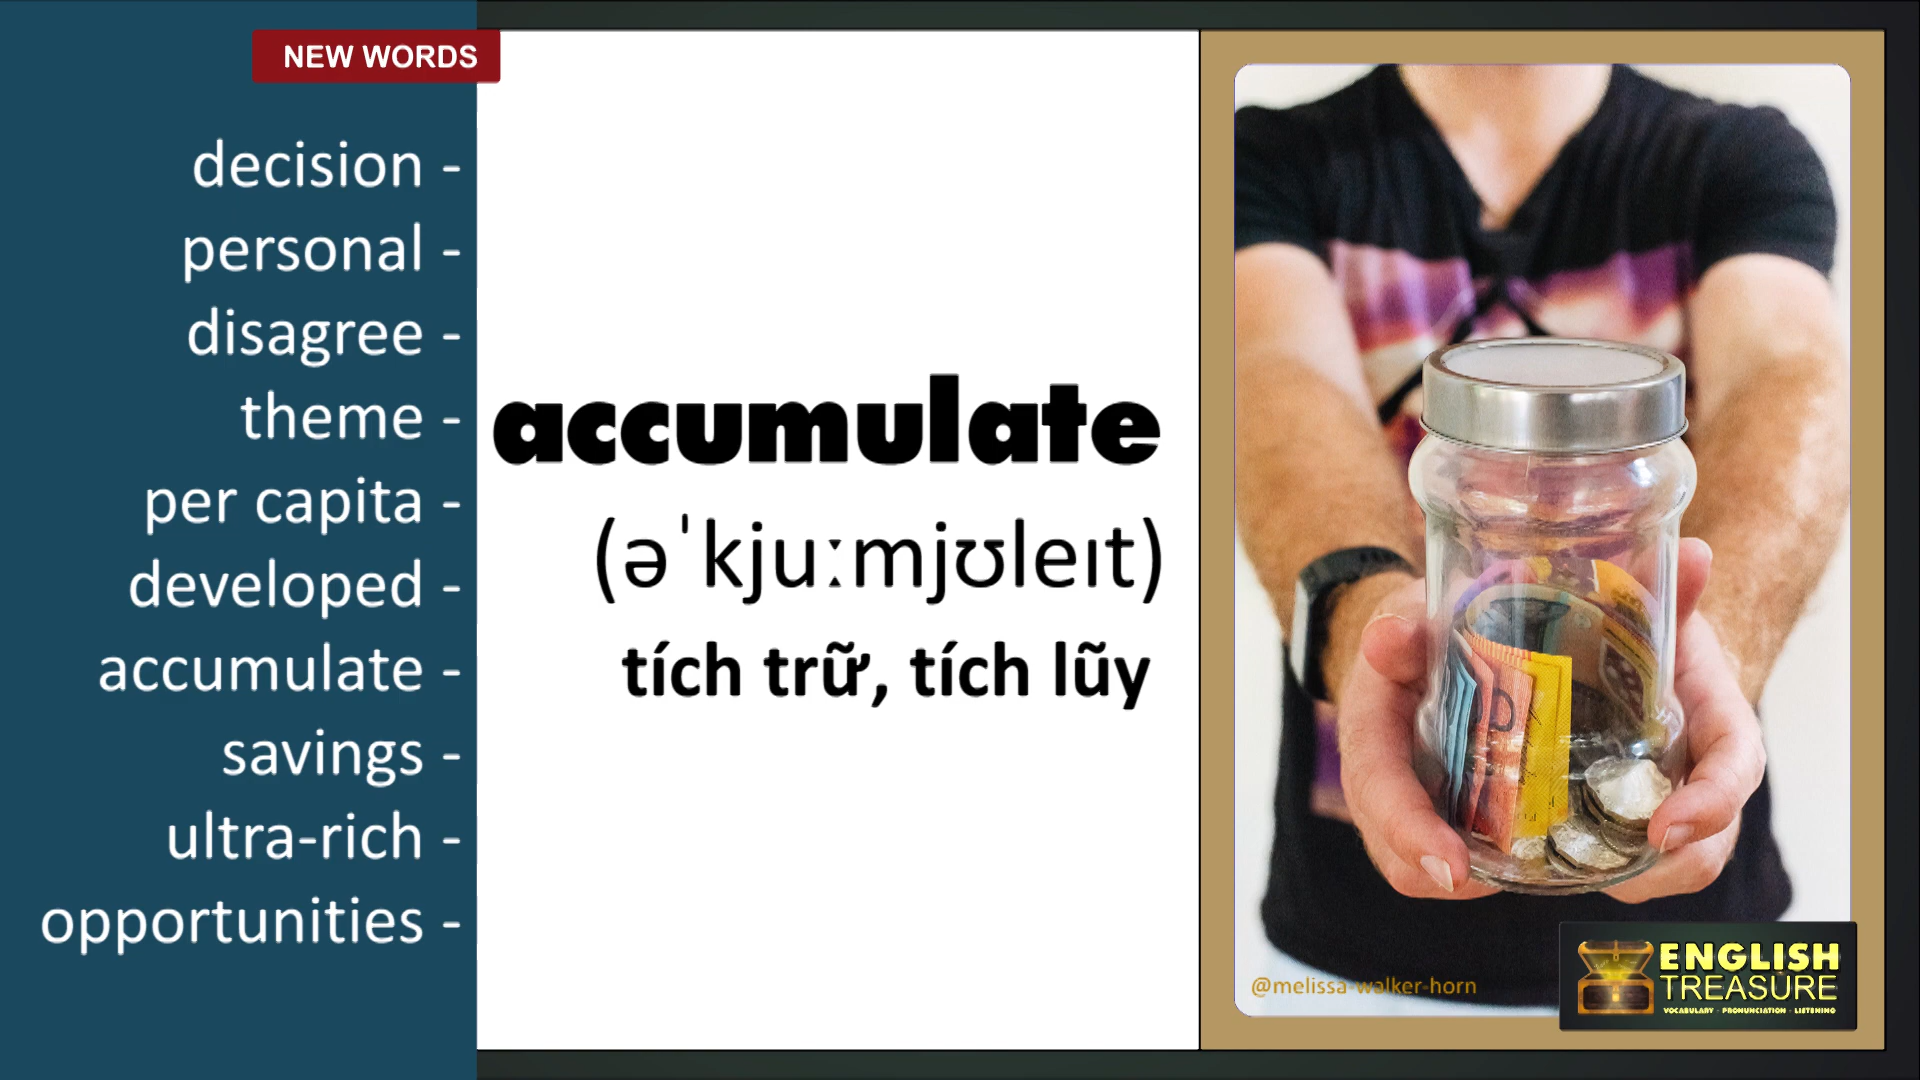 NEW WORDS
decision -
personal -
disagree -
theme -
per capita -
developed -
accumulate -
savings -
ultra-rich -
opportunities -
accumulate
(əˈkjuːmjʊleɪt)
tích trữ, tích lũy
@melissa-walker-horn
ENGLISH
TREASURE
VOCABULARY - PRONUNCIATION - LISTENING